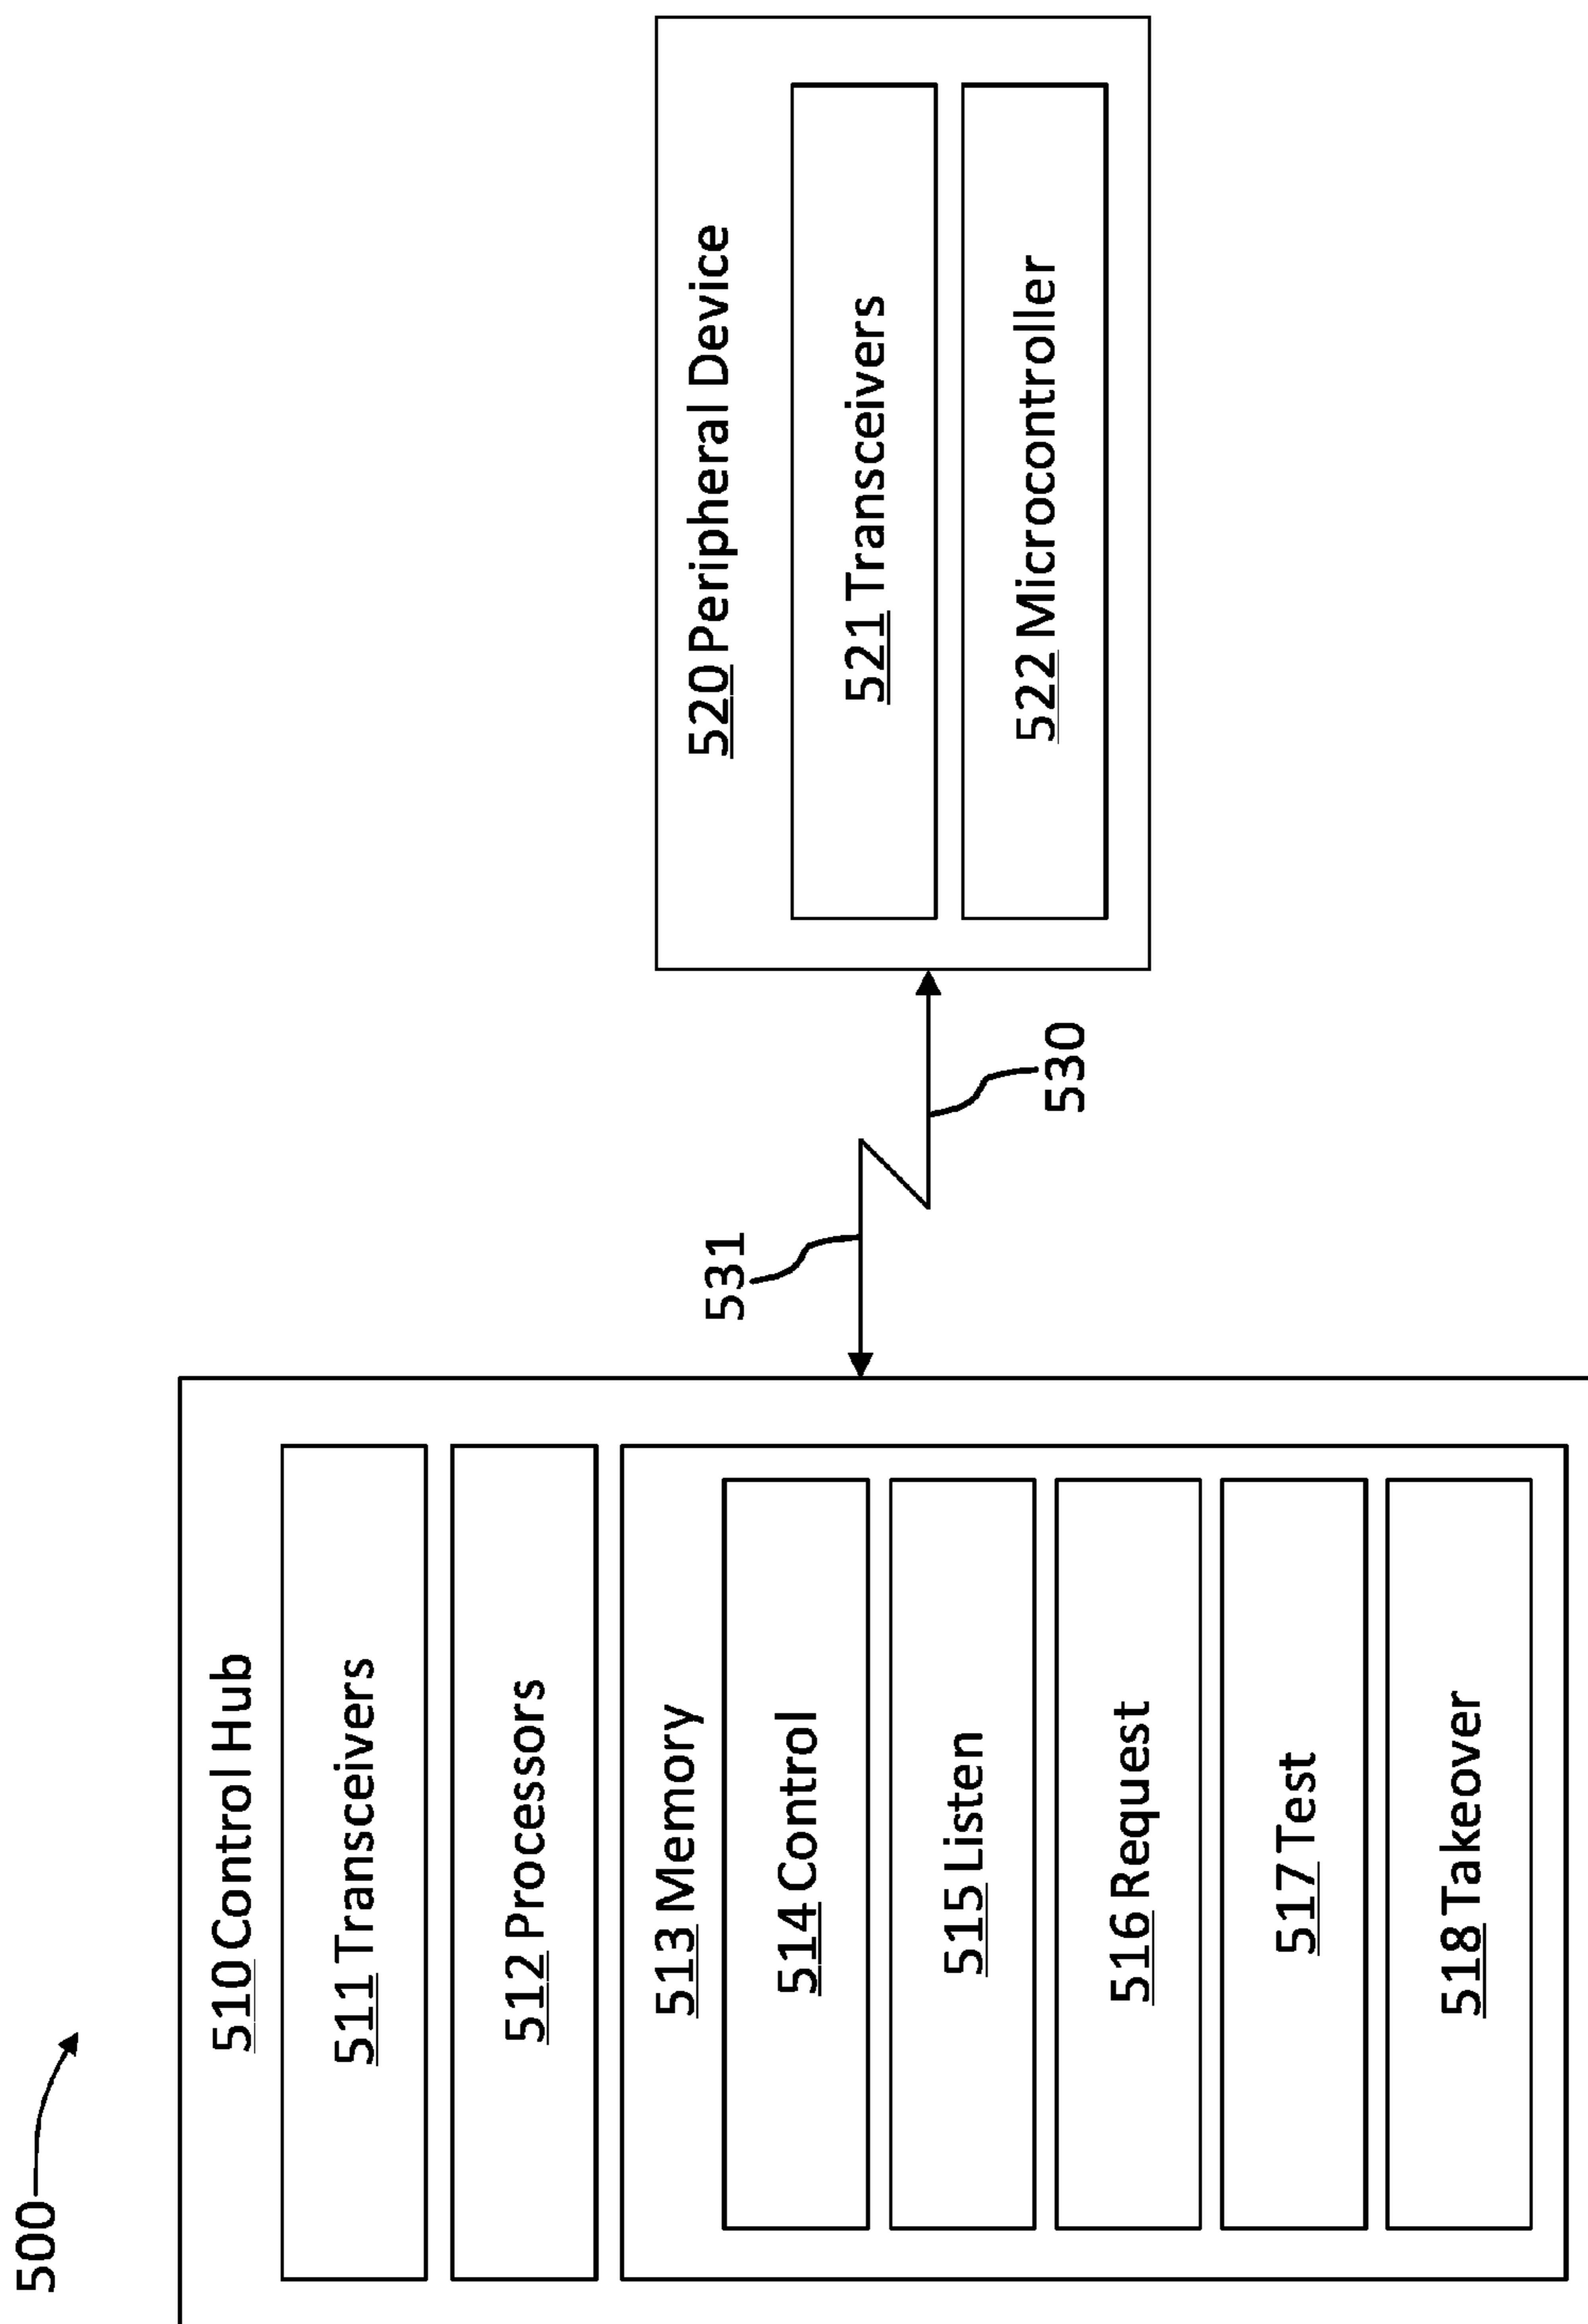 500
510 Control Hub
511 Transceivers
512 Processors
513 Memory
514 Control
515 Listen
516 Request
517 Test
518 Takeover
531
530
520 Peripheral Device
521 Transceivers
522 Microcontroller